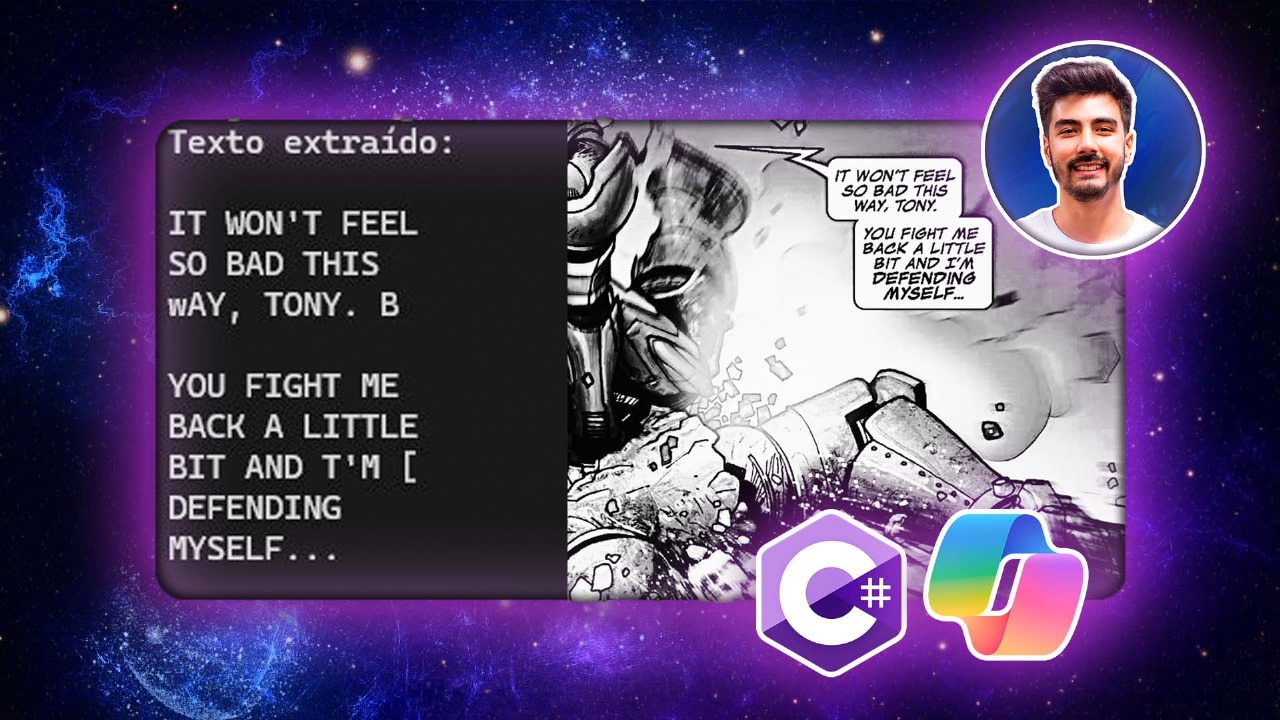 Texto extraído:
IT WON'T FEEL
SO BAD THIS
wAY, TONY. B
YOU FIGHT ME
BACK A LITTLE
BIT AND T'M [
DEFENDING
MYSELF...
IT WON'T FEEL
SO BAD THIS
WAY, TONY.
YOU FIGHT ME
BACK A LITTLE
BIT AND I'M
DEFENDING
MYSELF...
C#